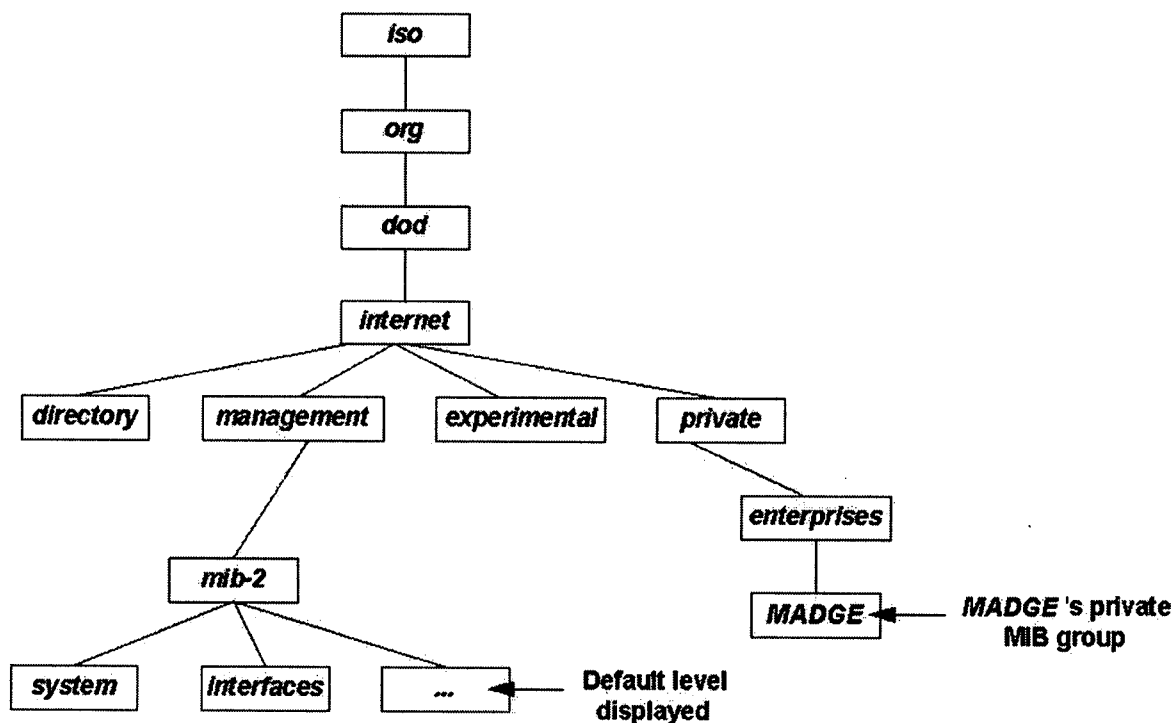 iso
org
dod
internet
directory
management
experimental
private
enterprises
mib-2
MADGE
MADGE 's private
MIB group
system
interfaces
...
Default level
displayed